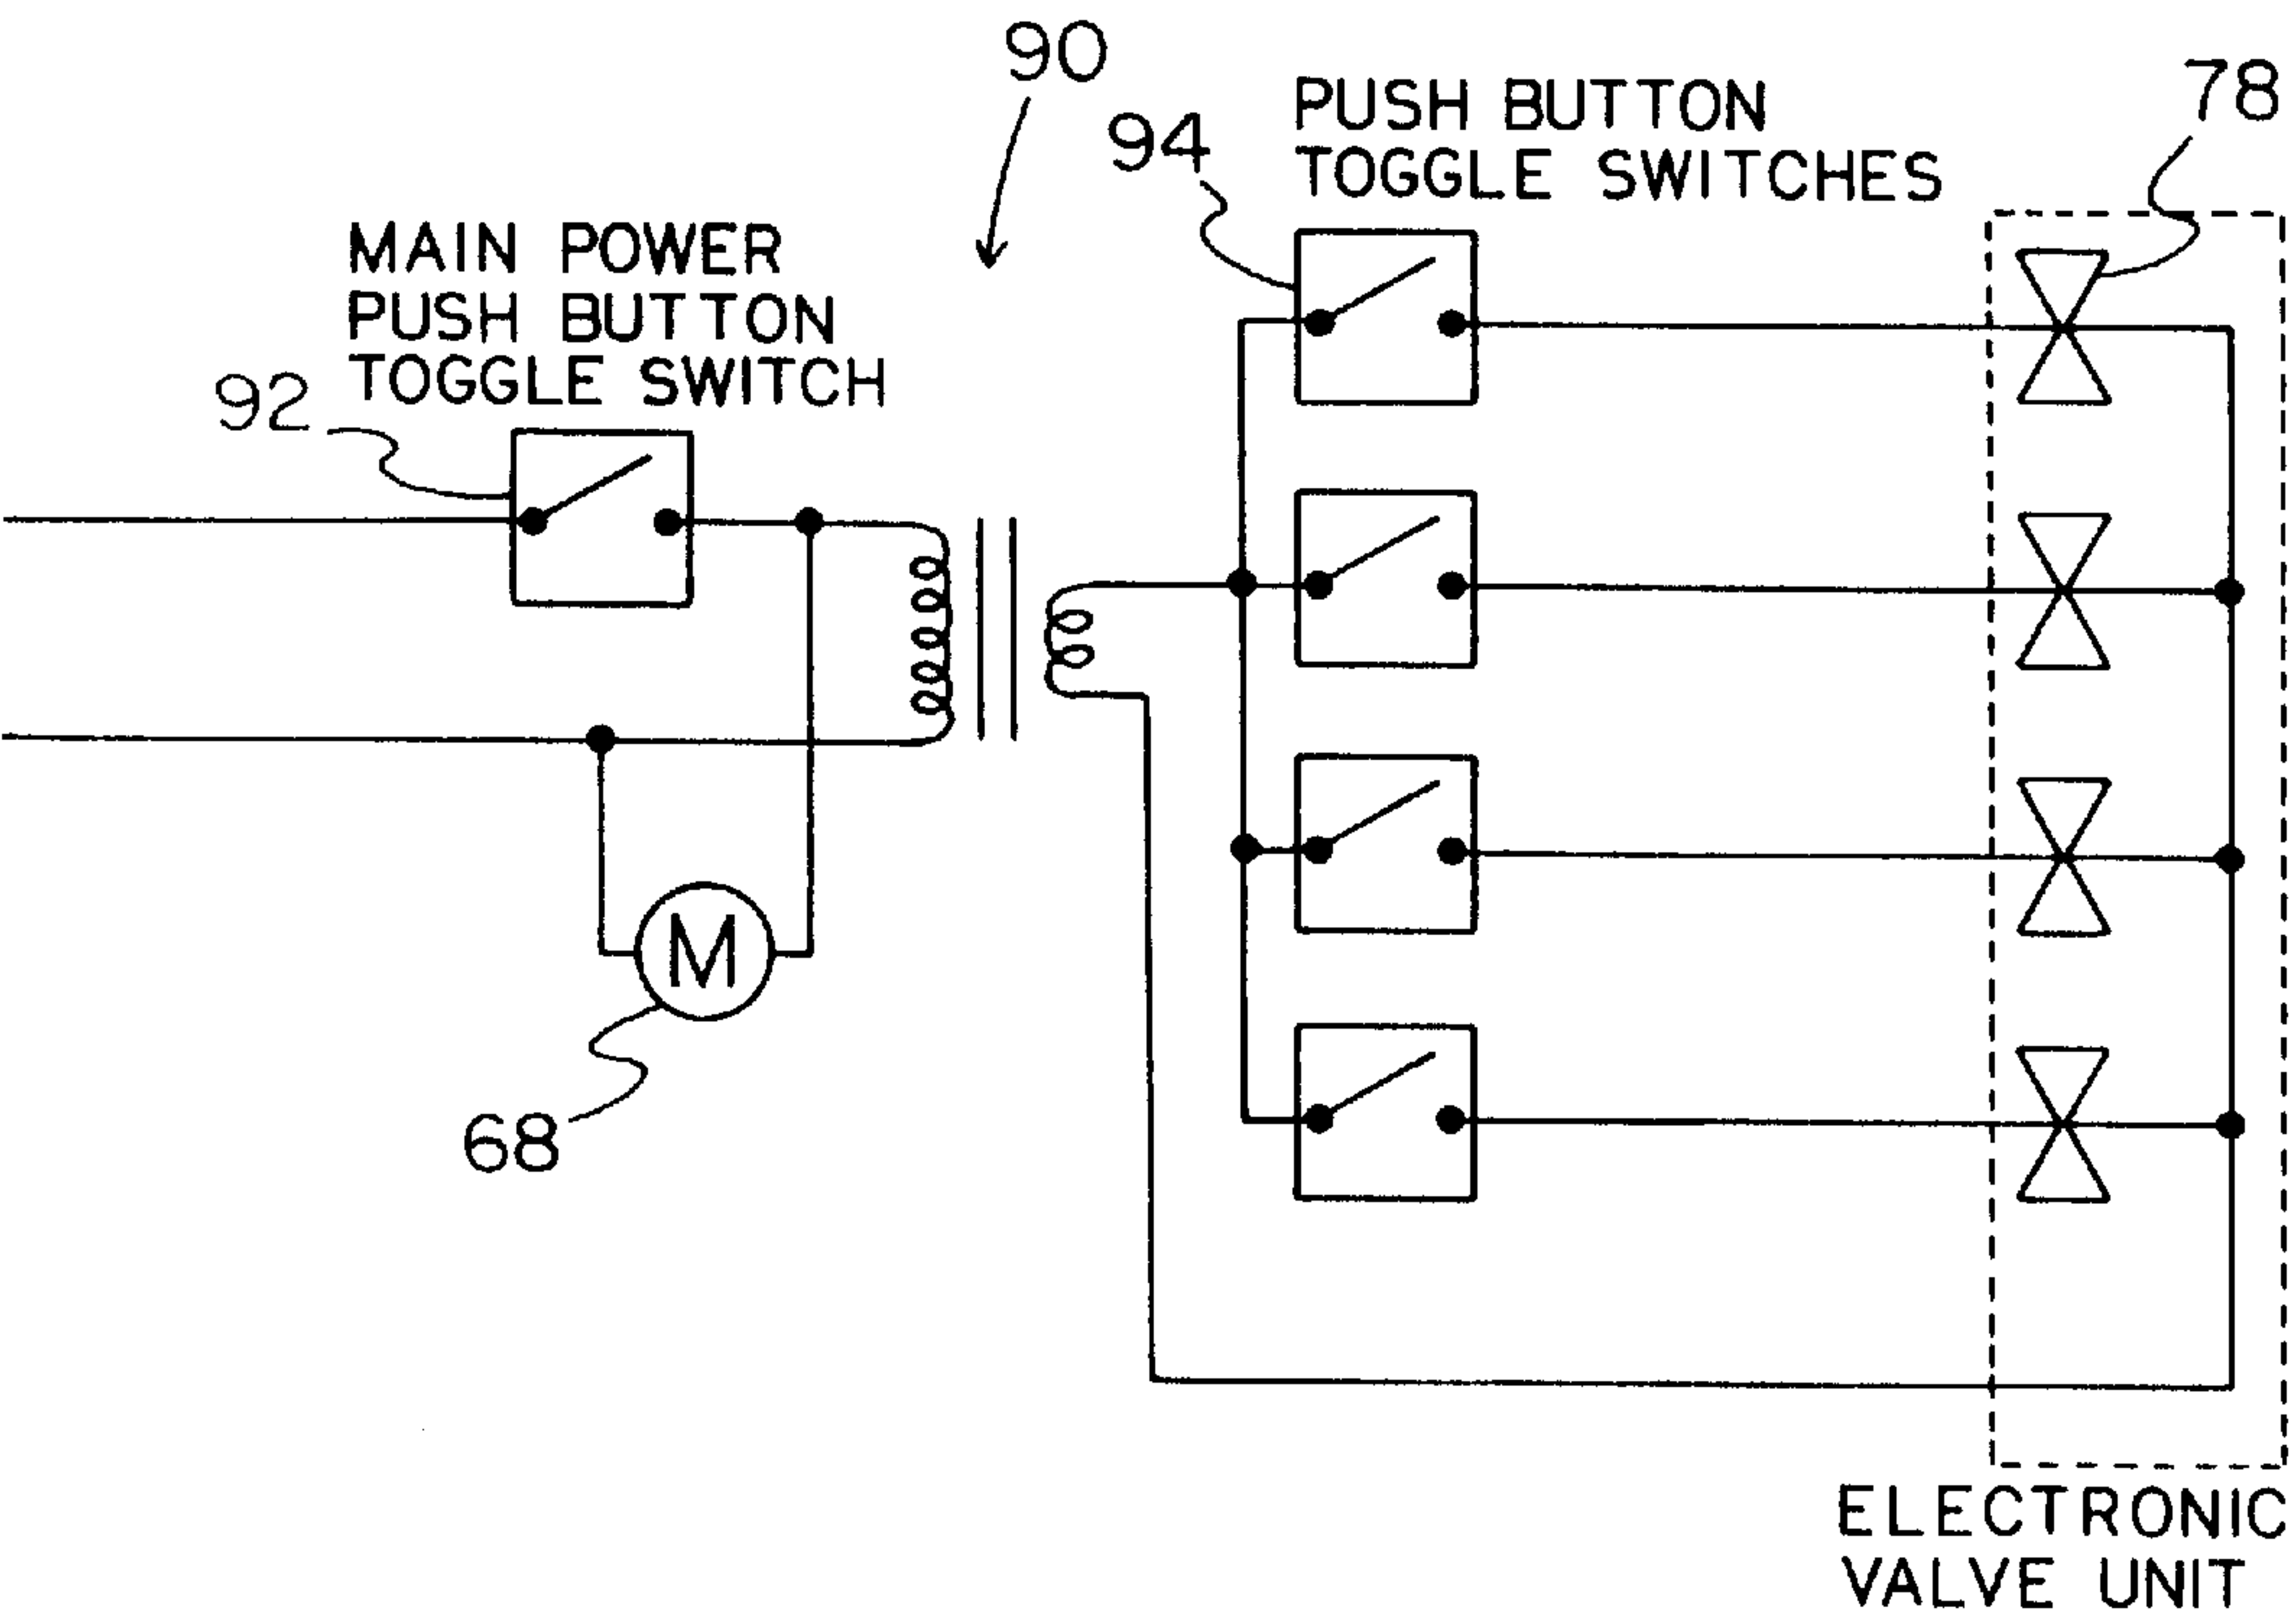 90
78
94
PUSH BUTTON
TOGGLE SWITCHES
MAIN POWER
PUSH BUTTON
TOGGLE SWITCH
92
M
68
ELECTRONIC
VALVE UNIT